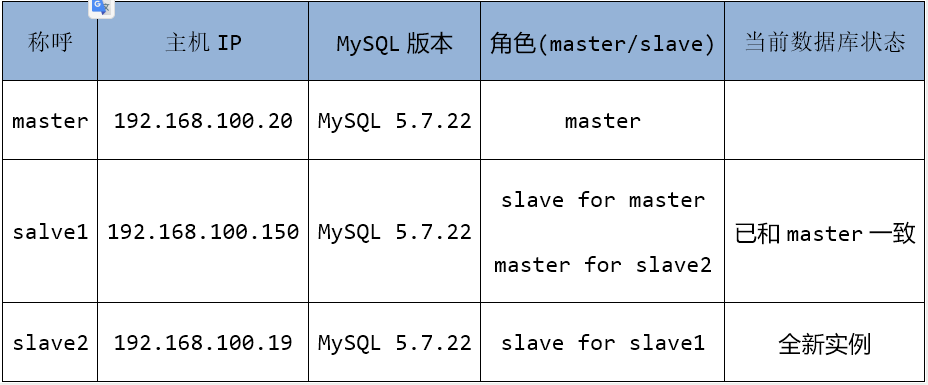 称呼 主机 IP MySQL 版本 角色(master/slave) 当前数据库状态
master 192.168.100.20 MySQL 5.7.22 master
salve1 192.168.100.150 MySQL 5.7.22 slave for master
master for slave2 已和 master 一致
slave2 192.168.100.19 MySQL 5.7.22 slave for slave1 全新实例